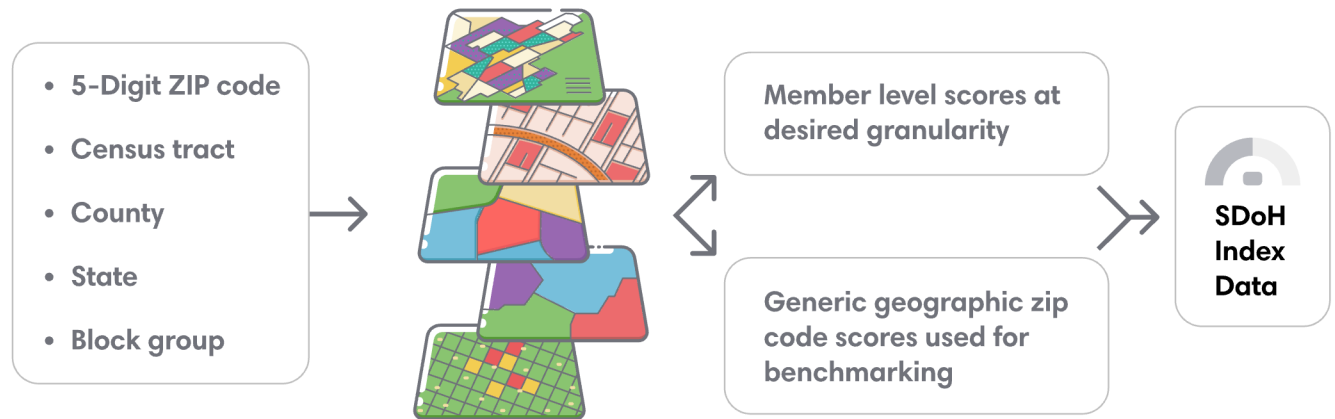 • 5-Digit ZIP code
• Census tract
• County
• State
• Block group
Member level scores at
desired granularity
Generic geographic zip
code scores used for
benchmarking
SDoH
Index
Data